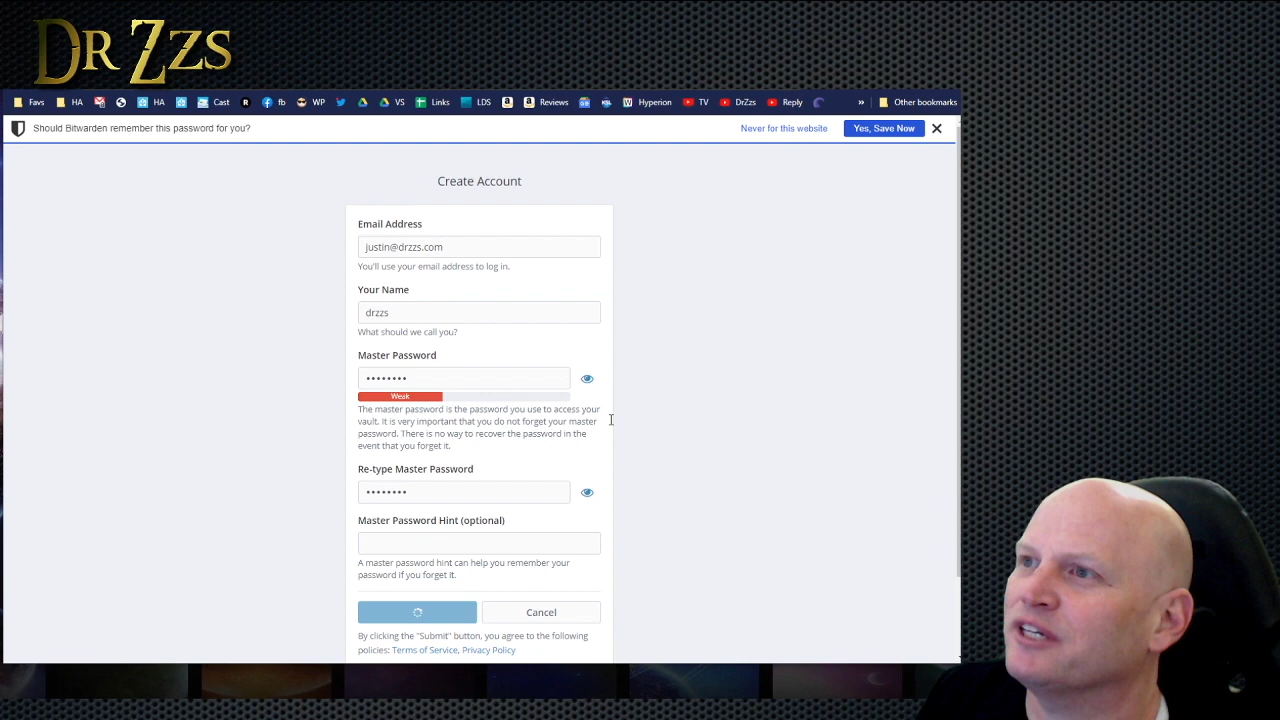 DR ZZS
Favs HA HA Cast fb WP VS Links LDS Reviews Hyperion TV DrZzs Reply » Other bookmarks
Should Bitwarden remember this password for you? Never for this website Yes, Save Now
Create Account
Email Address
justin@drzzs.com
You'll use your email address to log in.
Your Name
drzzs
What should we call you?
Master Password
••••••••
Weak
The master password is the password you use to access your
vault. It is very important that you do not forget your master
password. There is no way to recover the password in the
event that you forget it.
Re-type Master Password
••••••••
Master Password Hint (optional)
A master password hint can help you remember your
password if you forget it.
Cancel
By clicking the "Submit" button, you agree to the following
policies: Terms of Service, Privacy Policy